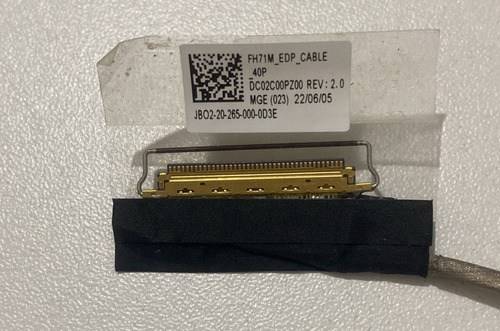 FH71M_EDP_CABLE
_40P
DC02C00PZ00 REV: 2.0
MGE (023) 22/06/05
JBO2-20-265-000-0D3E